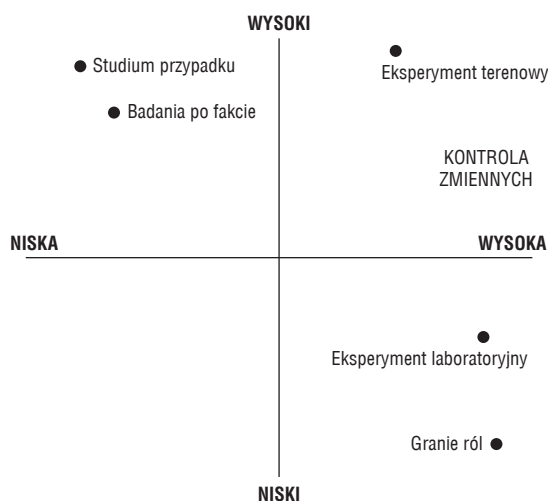 WYSOKI
Studium przypadku
Eksperyment terenowy
Badania po fakcie
KONTROLA
ZMIENNYCH
NISKA
WYSOKA
Eksperyment laboratoryjny
Granie ról
NISKI